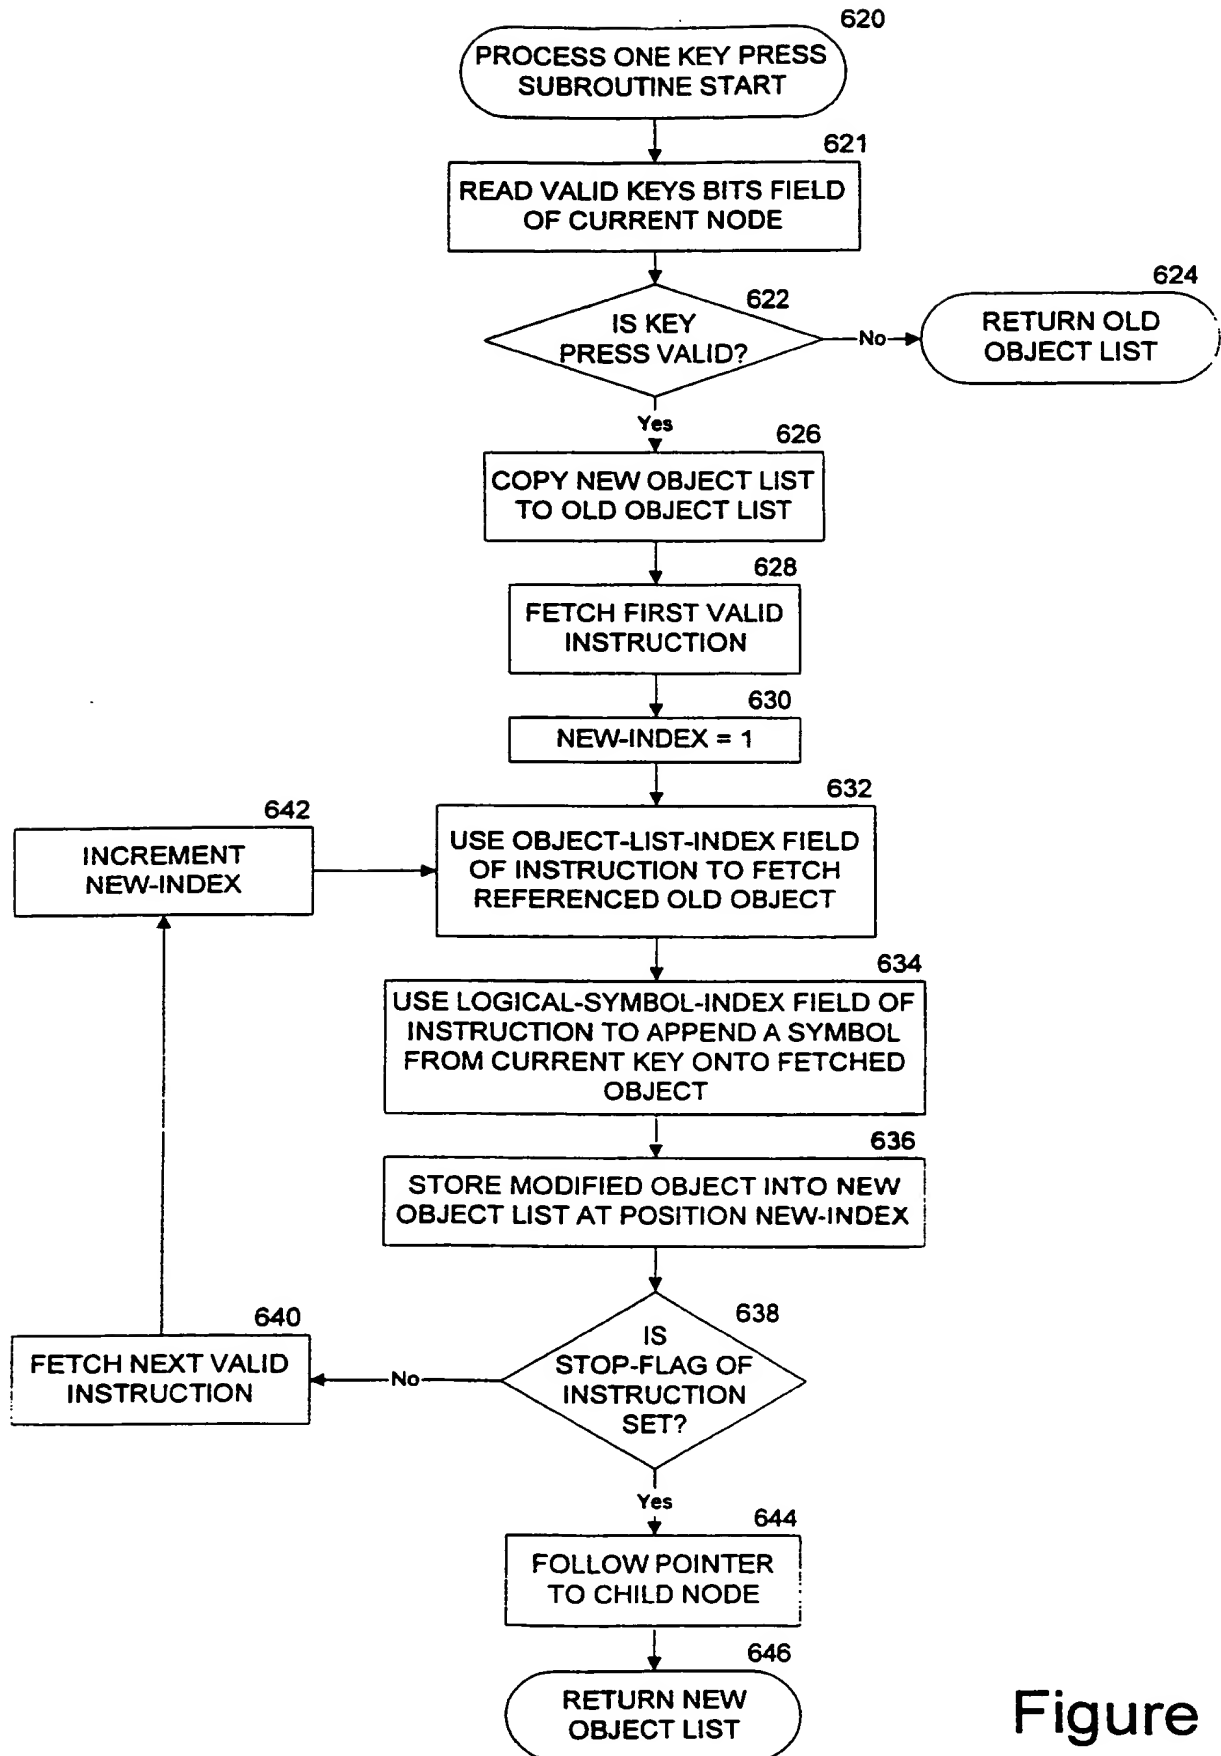 620
PROCESS ONE KEY PRESS
SUBROUTINE START
621
READ VALID KEYS BITS FIELD
OF CURRENT NODE
622
IS KEY
PRESS VALID?
No
624
RETURN OLD
OBJECT LIST
Yes
626
COPY NEW OBJECT LIST
TO OLD OBJECT LIST
628
FETCH FIRST VALID
INSTRUCTION
630
NEW-INDEX = 1
632
USE OBJECT-LIST-INDEX FIELD
OF INSTRUCTION TO FETCH
REFERENCED OLD OBJECT
642
INCREMENT
NEW-INDEX
634
USE LOGICAL-SYMBOL-INDEX FIELD OF
INSTRUCTION TO APPEND A SYMBOL
FROM CURRENT KEY ONTO FETCHED
OBJECT
636
STORE MODIFIED OBJECT INTO NEW
OBJECT LIST AT POSITION NEW-INDEX
638
IS
STOP-FLAG OF
INSTRUCTION
SET?
No
640
FETCH NEXT VALID
INSTRUCTION
Yes
644
FOLLOW POINTER
TO CHILD NODE
646
RETURN NEW
OBJECT LIST
Figure